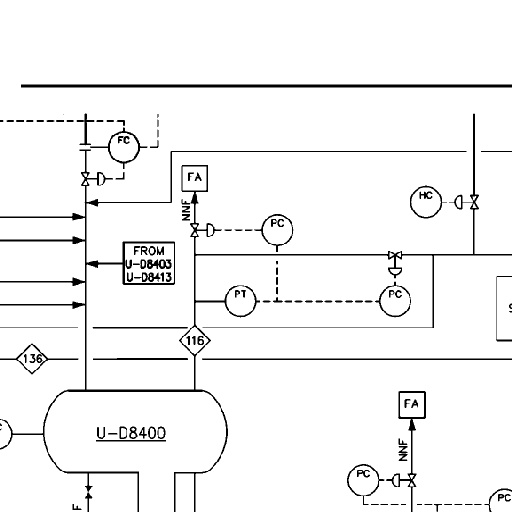 FC
FA
NNF
HC
PC
FROM
U-D8403
U-D8413
PT
PC
116
136
FA
U-D8400
NNF
PC
PC